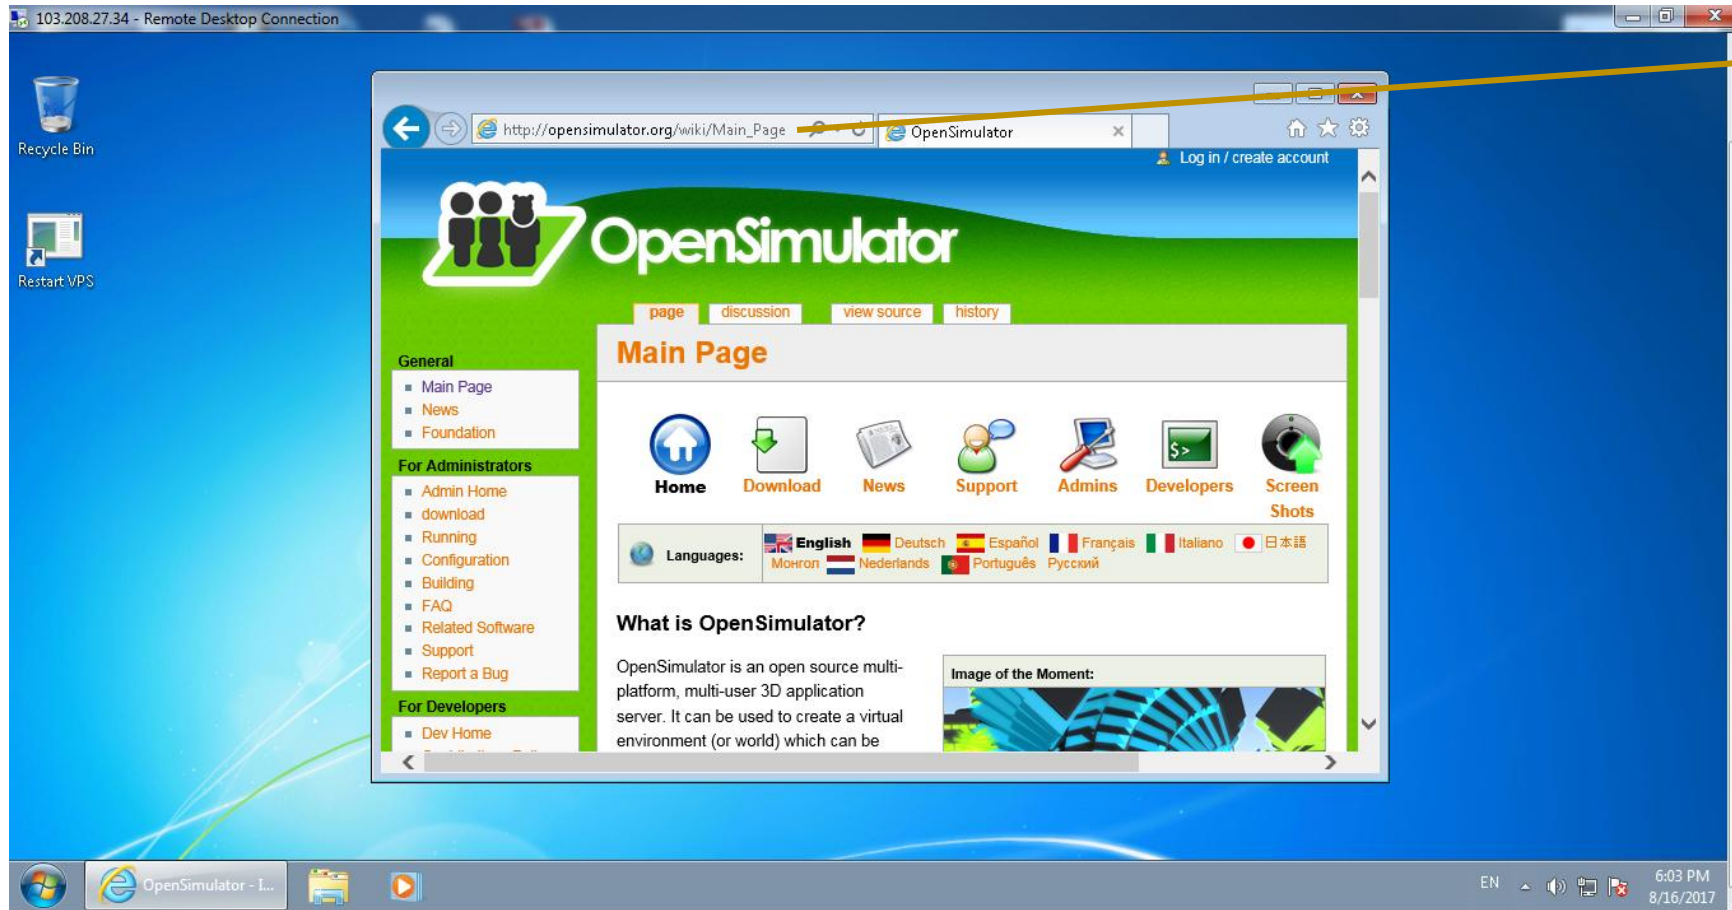 103.208.27.34 - Remote Desktop Connection
Recycle Bin
Restart VPS
http://opensimulator.org/wiki/Main_Page
OpenSimulator
Log in / create account
OpenSimulator
page discussion view source history
Main Page
General
Main Page
News
Foundation
For Administrators
Admin Home
download
Running
Configuration
Building
FAQ
Related Software
Support
Report a Bug
For Developers
Dev Home
Home Download News Support Admins Developers Screen Shots
Languages: English Deutsch Español Français Italiano 日本語
Монгол Nederlands Português Русский
What is OpenSimulator?
OpenSimulator is an open source multi-
platform, multi-user 3D application
server. It can be used to create a virtual
environment (or world) which can be
Image of the Moment:
OpenSimulator - I...
EN
6:03 PM
8/16/2017